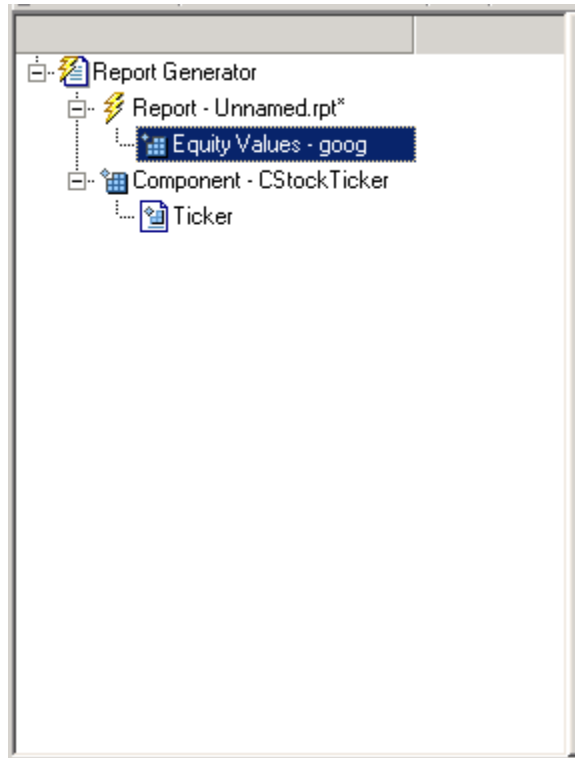 Report Generator
Report - Unnamed.rpt*
Equity Values - goog
Component - CStockTicker
Ticker